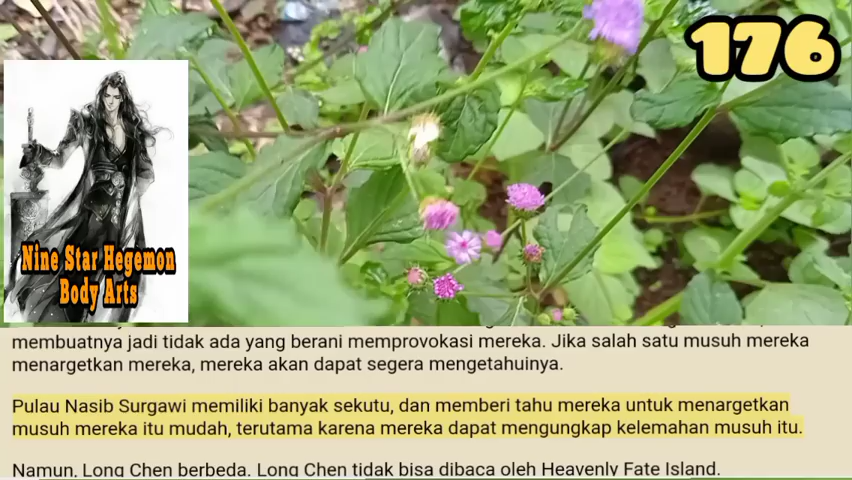 176
Nine Star Hegemon
Body Arts
membuatnya jadi tidak ada yang berani memprovokasi mereka. Jika salah satu musuh mereka
menargetkan mereka, mereka akan dapat segera mengetahuinya.
Pulau Nasib Surgawi memiliki banyak sekutu, dan memberi tahu mereka untuk menargetkan
musuh mereka itu mudah, terutama karena mereka dapat mengungkap kelemahan musuh itu.
Namun, Long Chen berbeda. Long Chen tidak bisa dibaca oleh Heavenly Fate Island.